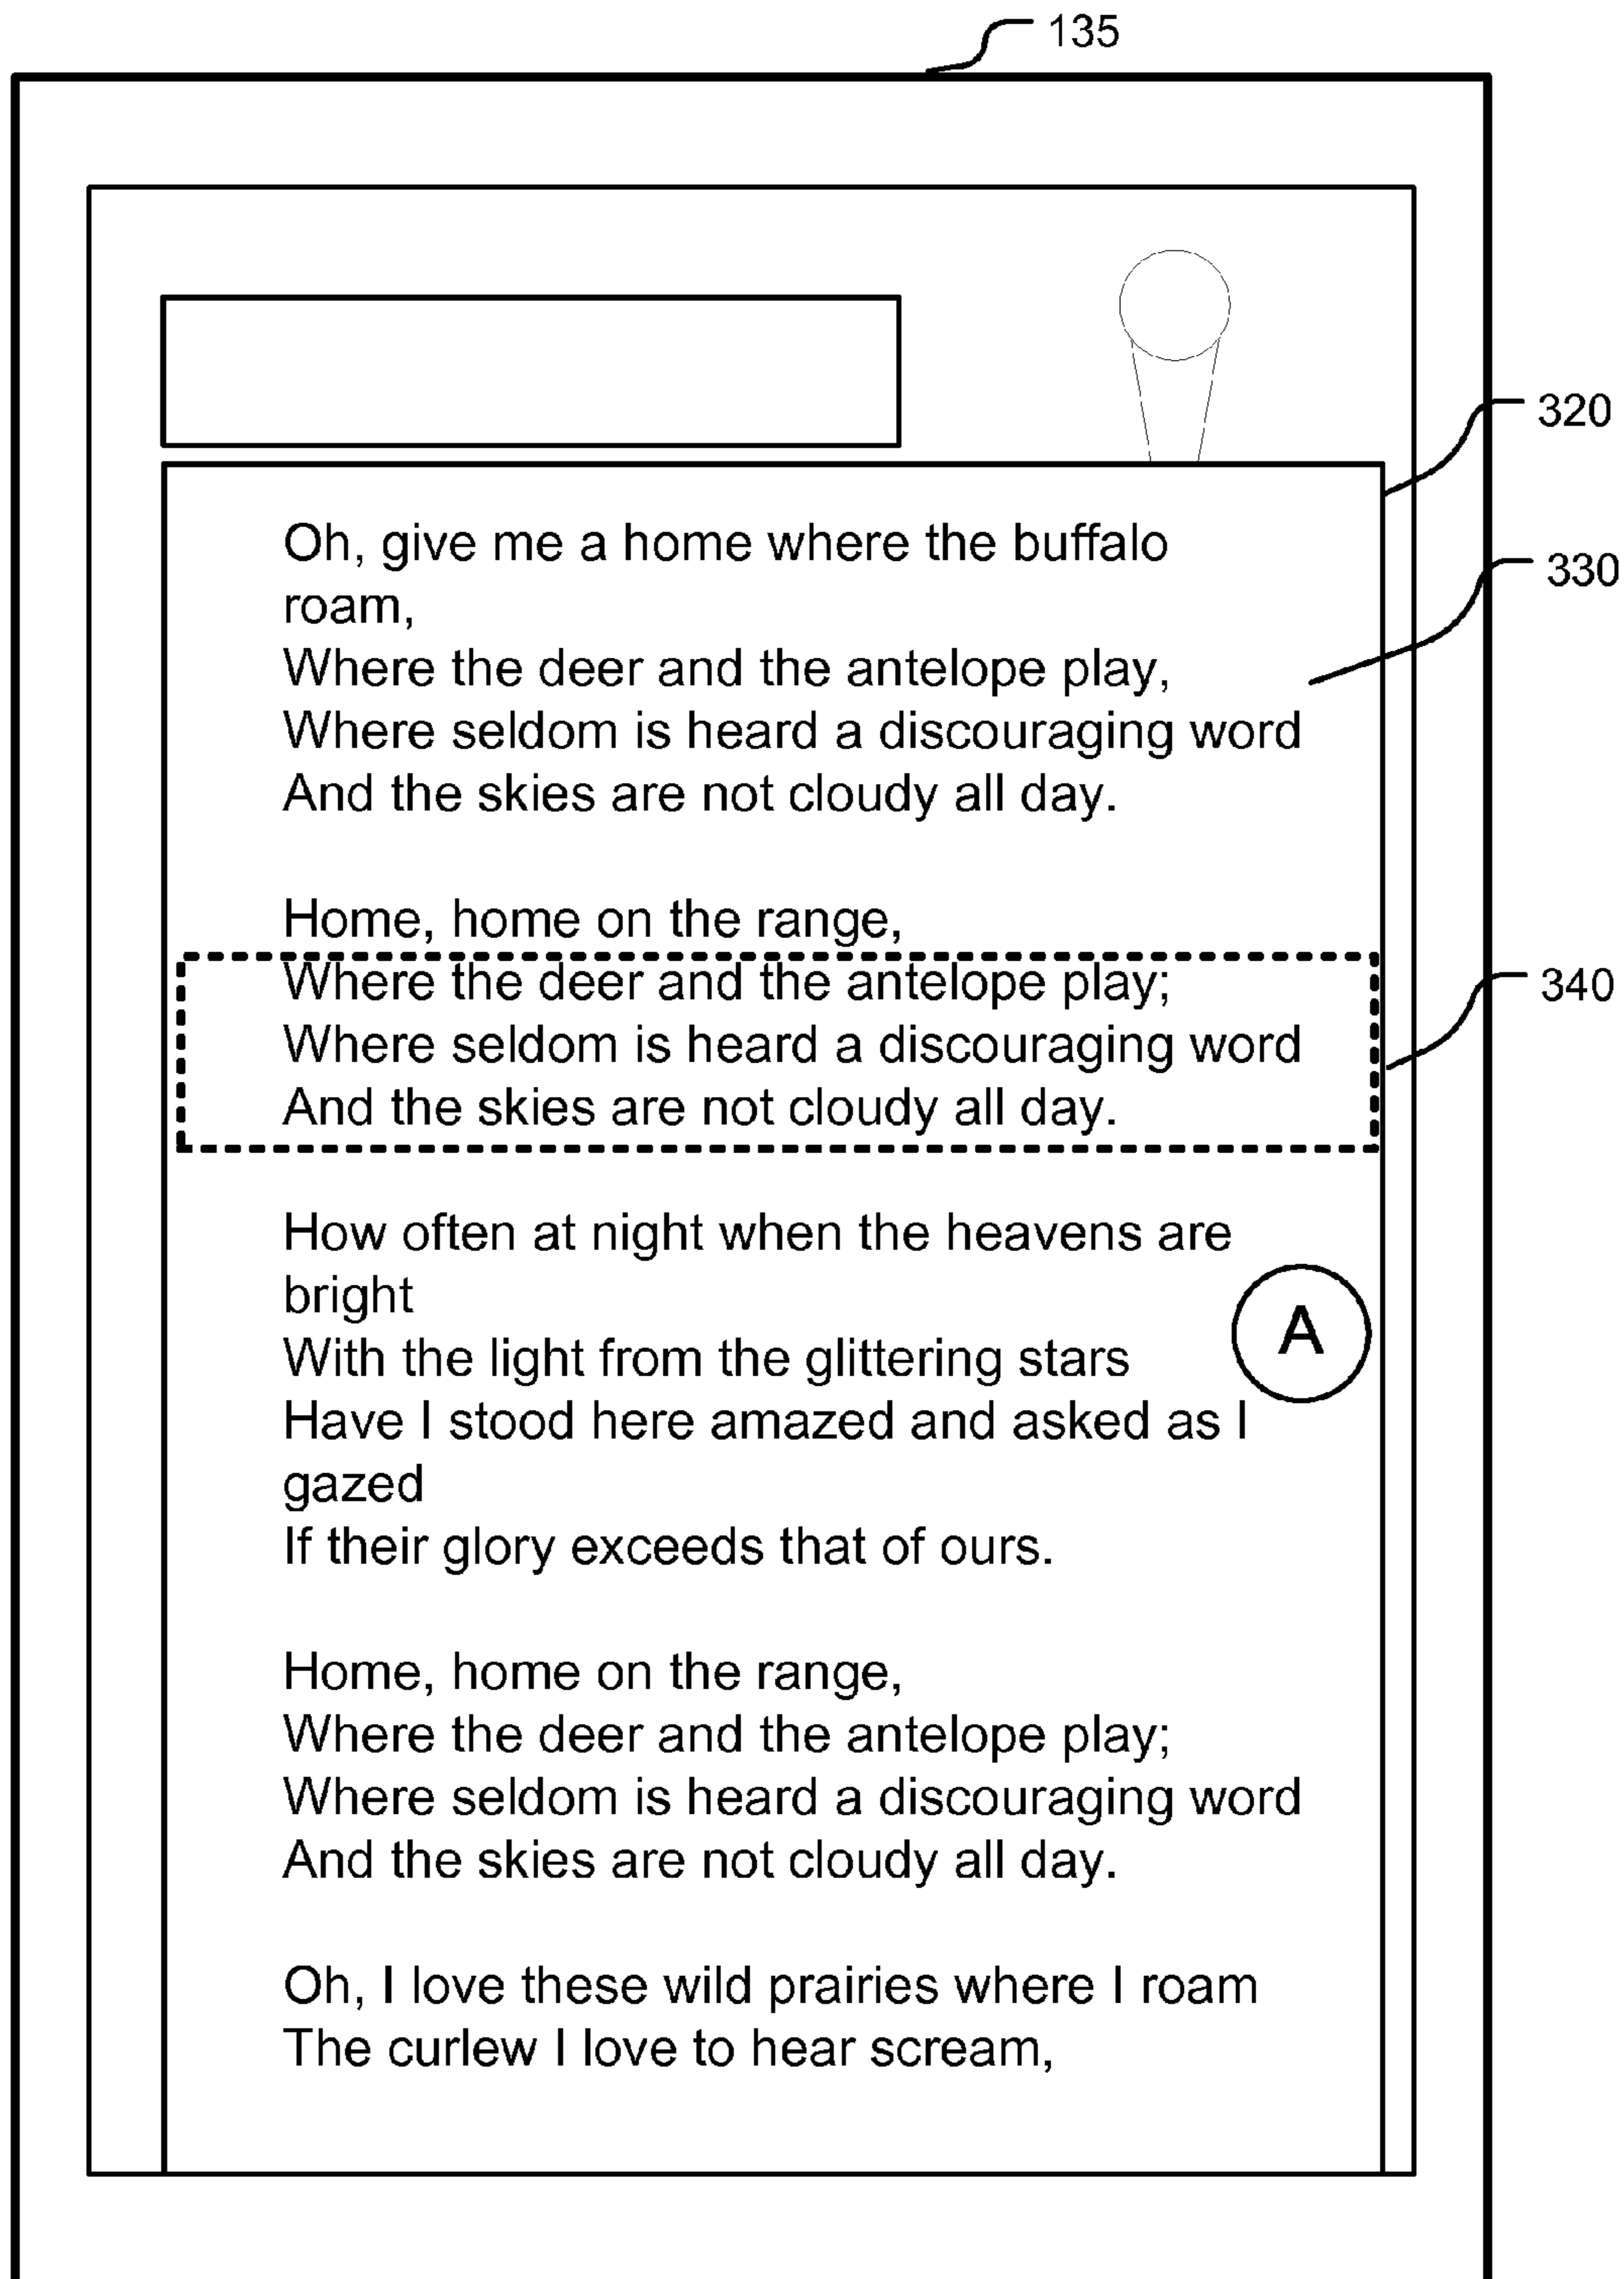 135
320
Oh, give me a home where the buffalo
roam,
330
Where the deer and the antelope play,
Where seldom is heard a discouraging word
And the skies are not cloudy all day.
Home, home on the range,
Where the deer and the antelope play;
340
Where seldom is heard a discouraging word
And the skies are not cloudy all day.
How often at night when the heavens are
bright
A
With the light from the glittering stars
Have I stood here amazed and asked as I
gazed
If their glory exceeds that of ours.
Home, home on the range,
Where the deer and the antelope play;
Where seldom is heard a discouraging word
And the skies are not cloudy all day.
Oh, I love these wild prairies where I roam
The curlew I love to hear scream,